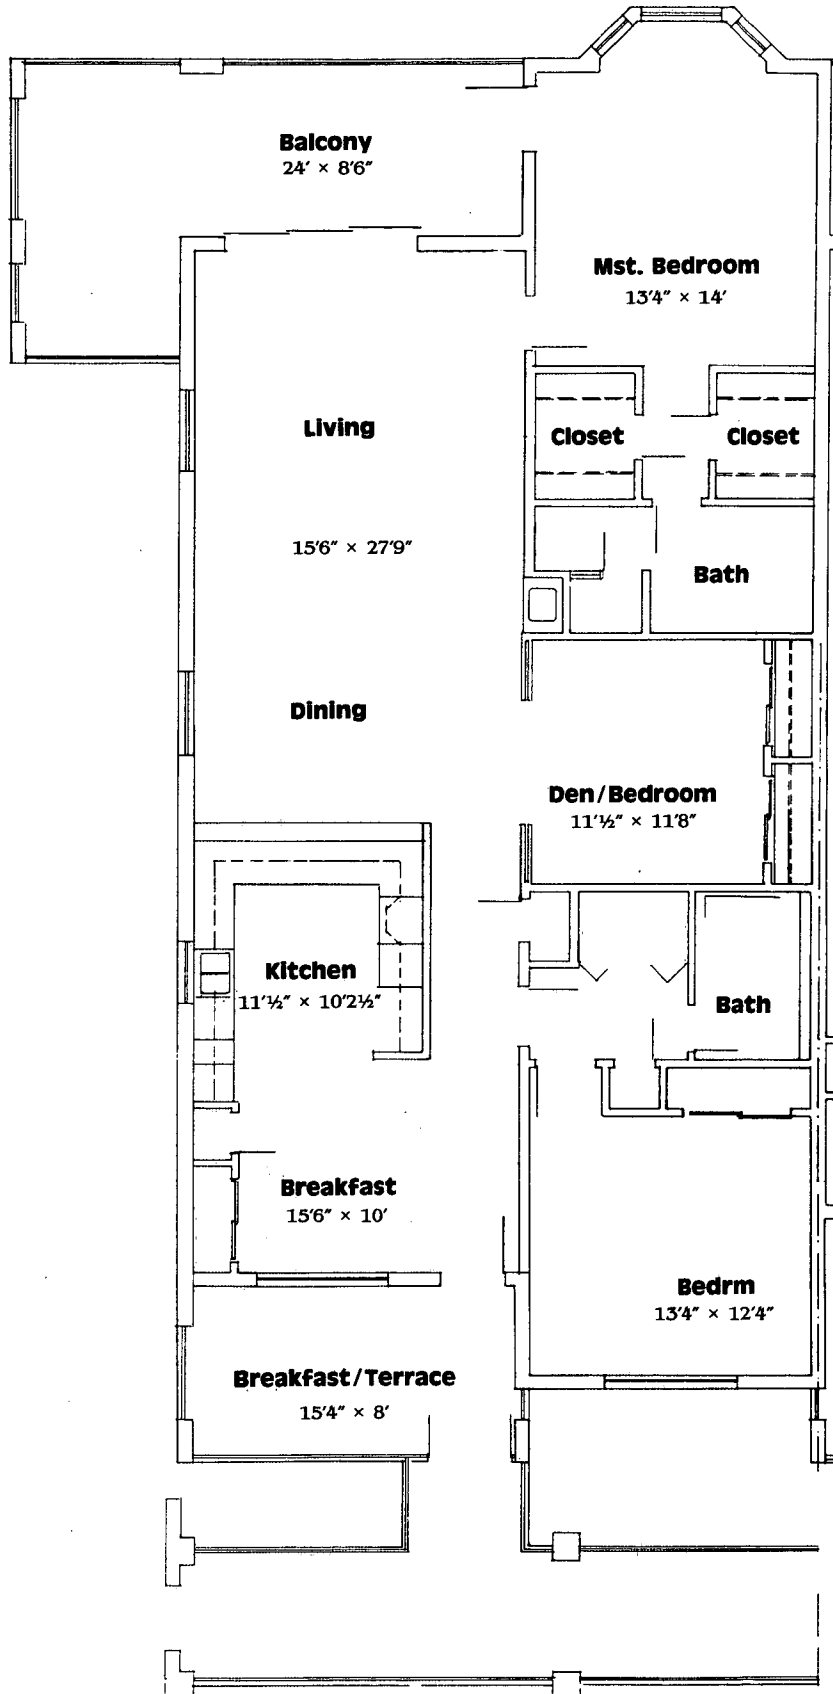 Balcony
24' × 8'6"
Mst. Bedroom
13'4" × 14'
Living
Closet
Closet
15'6" × 27'9"
Bath
Dining
Den/Bedroom
11'½" × 11'8"
Kitchen
11'½" × 10'2½"
Bath
Breakfast
15'6" × 10'
Bedrm
13'4" × 12'4"
Breakfast/Terrace
15'4" × 8'